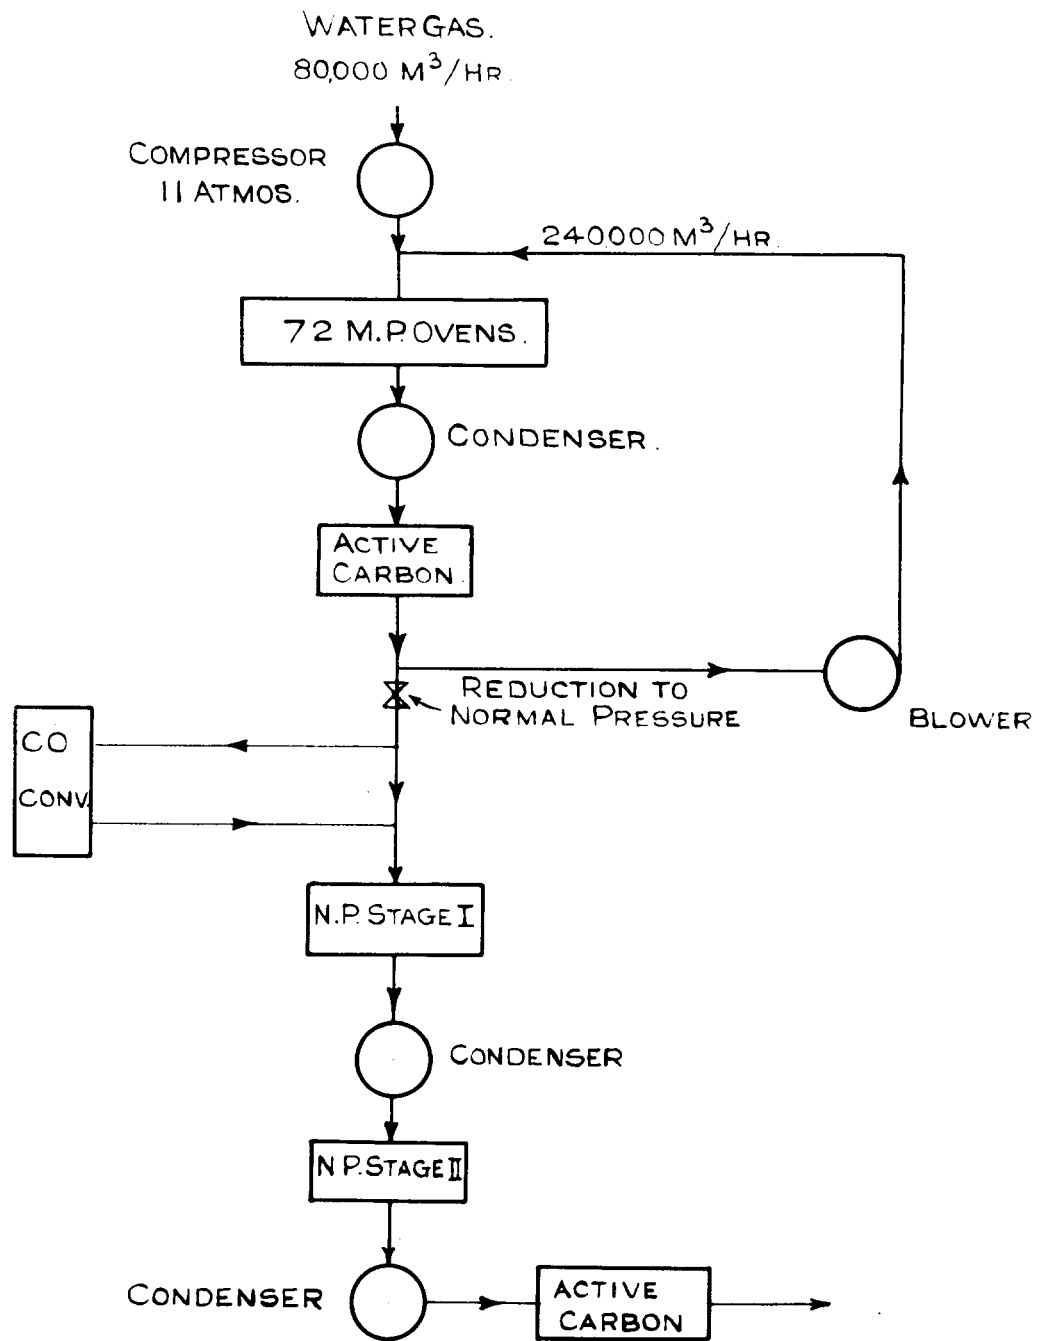 WATER GAS.
80,000 M³/HR.
COMPRESSOR
11 ATMOS.
240000 M³/HR.
72 M.P. OVENS.
CONDENSER.
ACTIVE
CARBON.
REDUCTION TO
NORMAL PRESSURE
BLOWER
CO
CONV.
N.P. STAGE I
CONDENSER
N P. STAGE II
CONDENSER
ACTIVE
CARBON